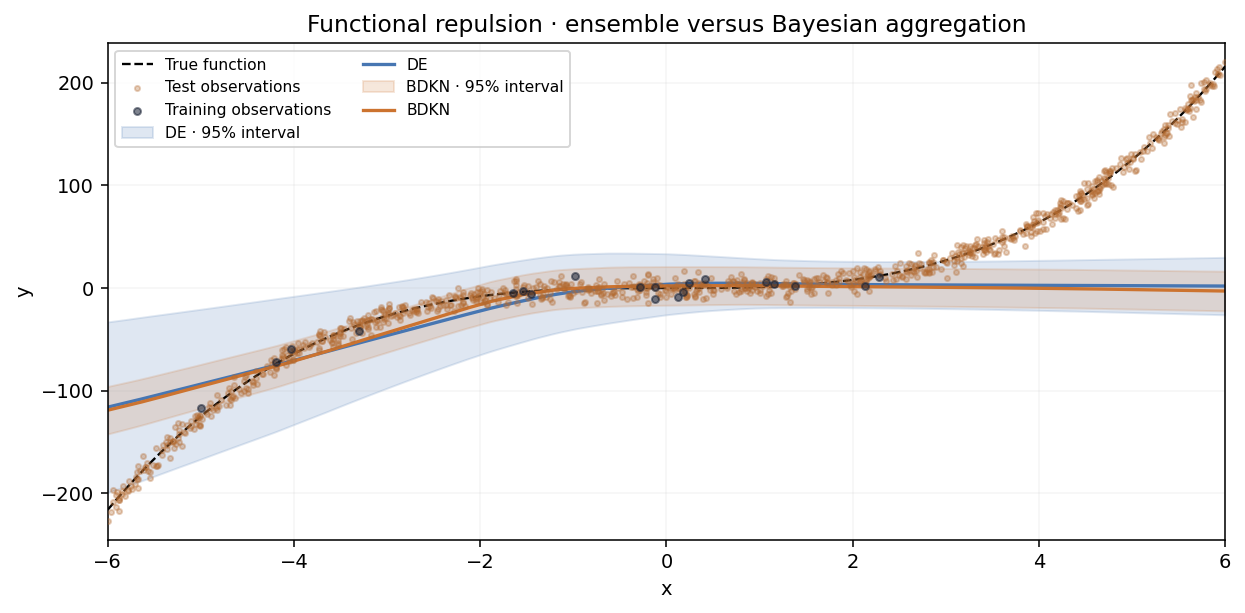 Functional repulsion · ensemble versus Bayesian aggregation
True function
Test observations
Training observations
DE · 95% interval
DE
BDKN · 95% interval
BDKN
y
200
100
0
−100
−200
−6
−4
−2
0
2
4
6
x